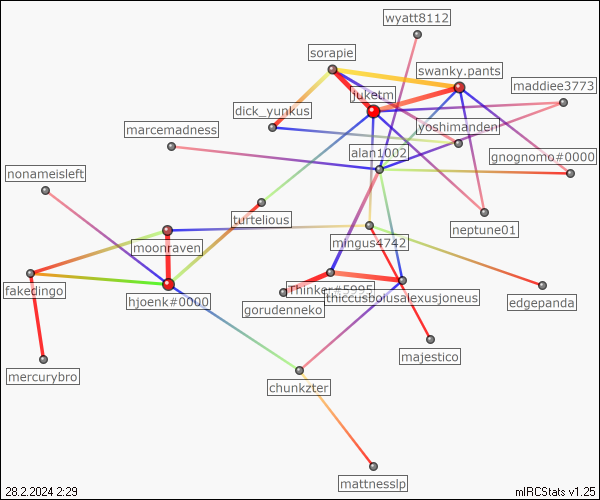 wyatt8112
sorapie
swanky.pants
juketm
maddiee3773
dick_yunkus
yoshimanden
marcemadness
alan1002
gnognomo#0000
nonameisleft
turtelious
neptune01
moonraven
mingus4742
fakedingo
Thinker#5995
thiccusbolusalexusjoneus
hjoenk#0000
gorudenneko
edgepanda
majestico
mercurybro
chunkzter
mattnesslp
28.2.2024 2:29
mIRCStats v1.25